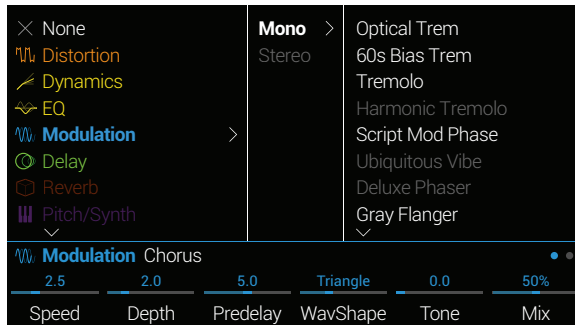 None
Distortion
Dynamics
EQ
Modulation
Delay
Reverb
Pitch/Synth
Mono
Stereo
Optical Trem
60s Bias Trem
Tremolo
Harmonic Tremolo
Script Mod Phase
Ubiquitous Vibe
Deluxe Phaser
Gray Flanger
Modulation Chorus
2.5 2.0 5.0 Triangle 0.0 50%
Speed Depth Predelay WavShape Tone Mix